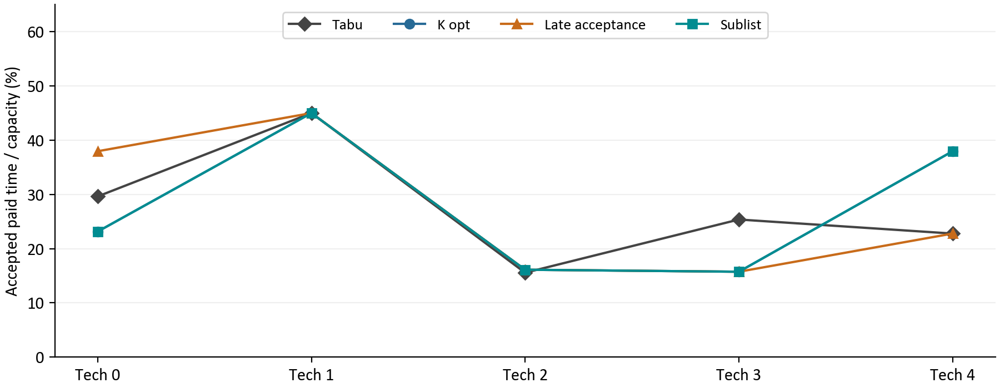 Tabu K opt Late acceptance Sublist
Accepted paid time / capacity (%)
60
50
40
30
20
10
0
Tech 0 Tech 1 Tech 2 Tech 3 Tech 4